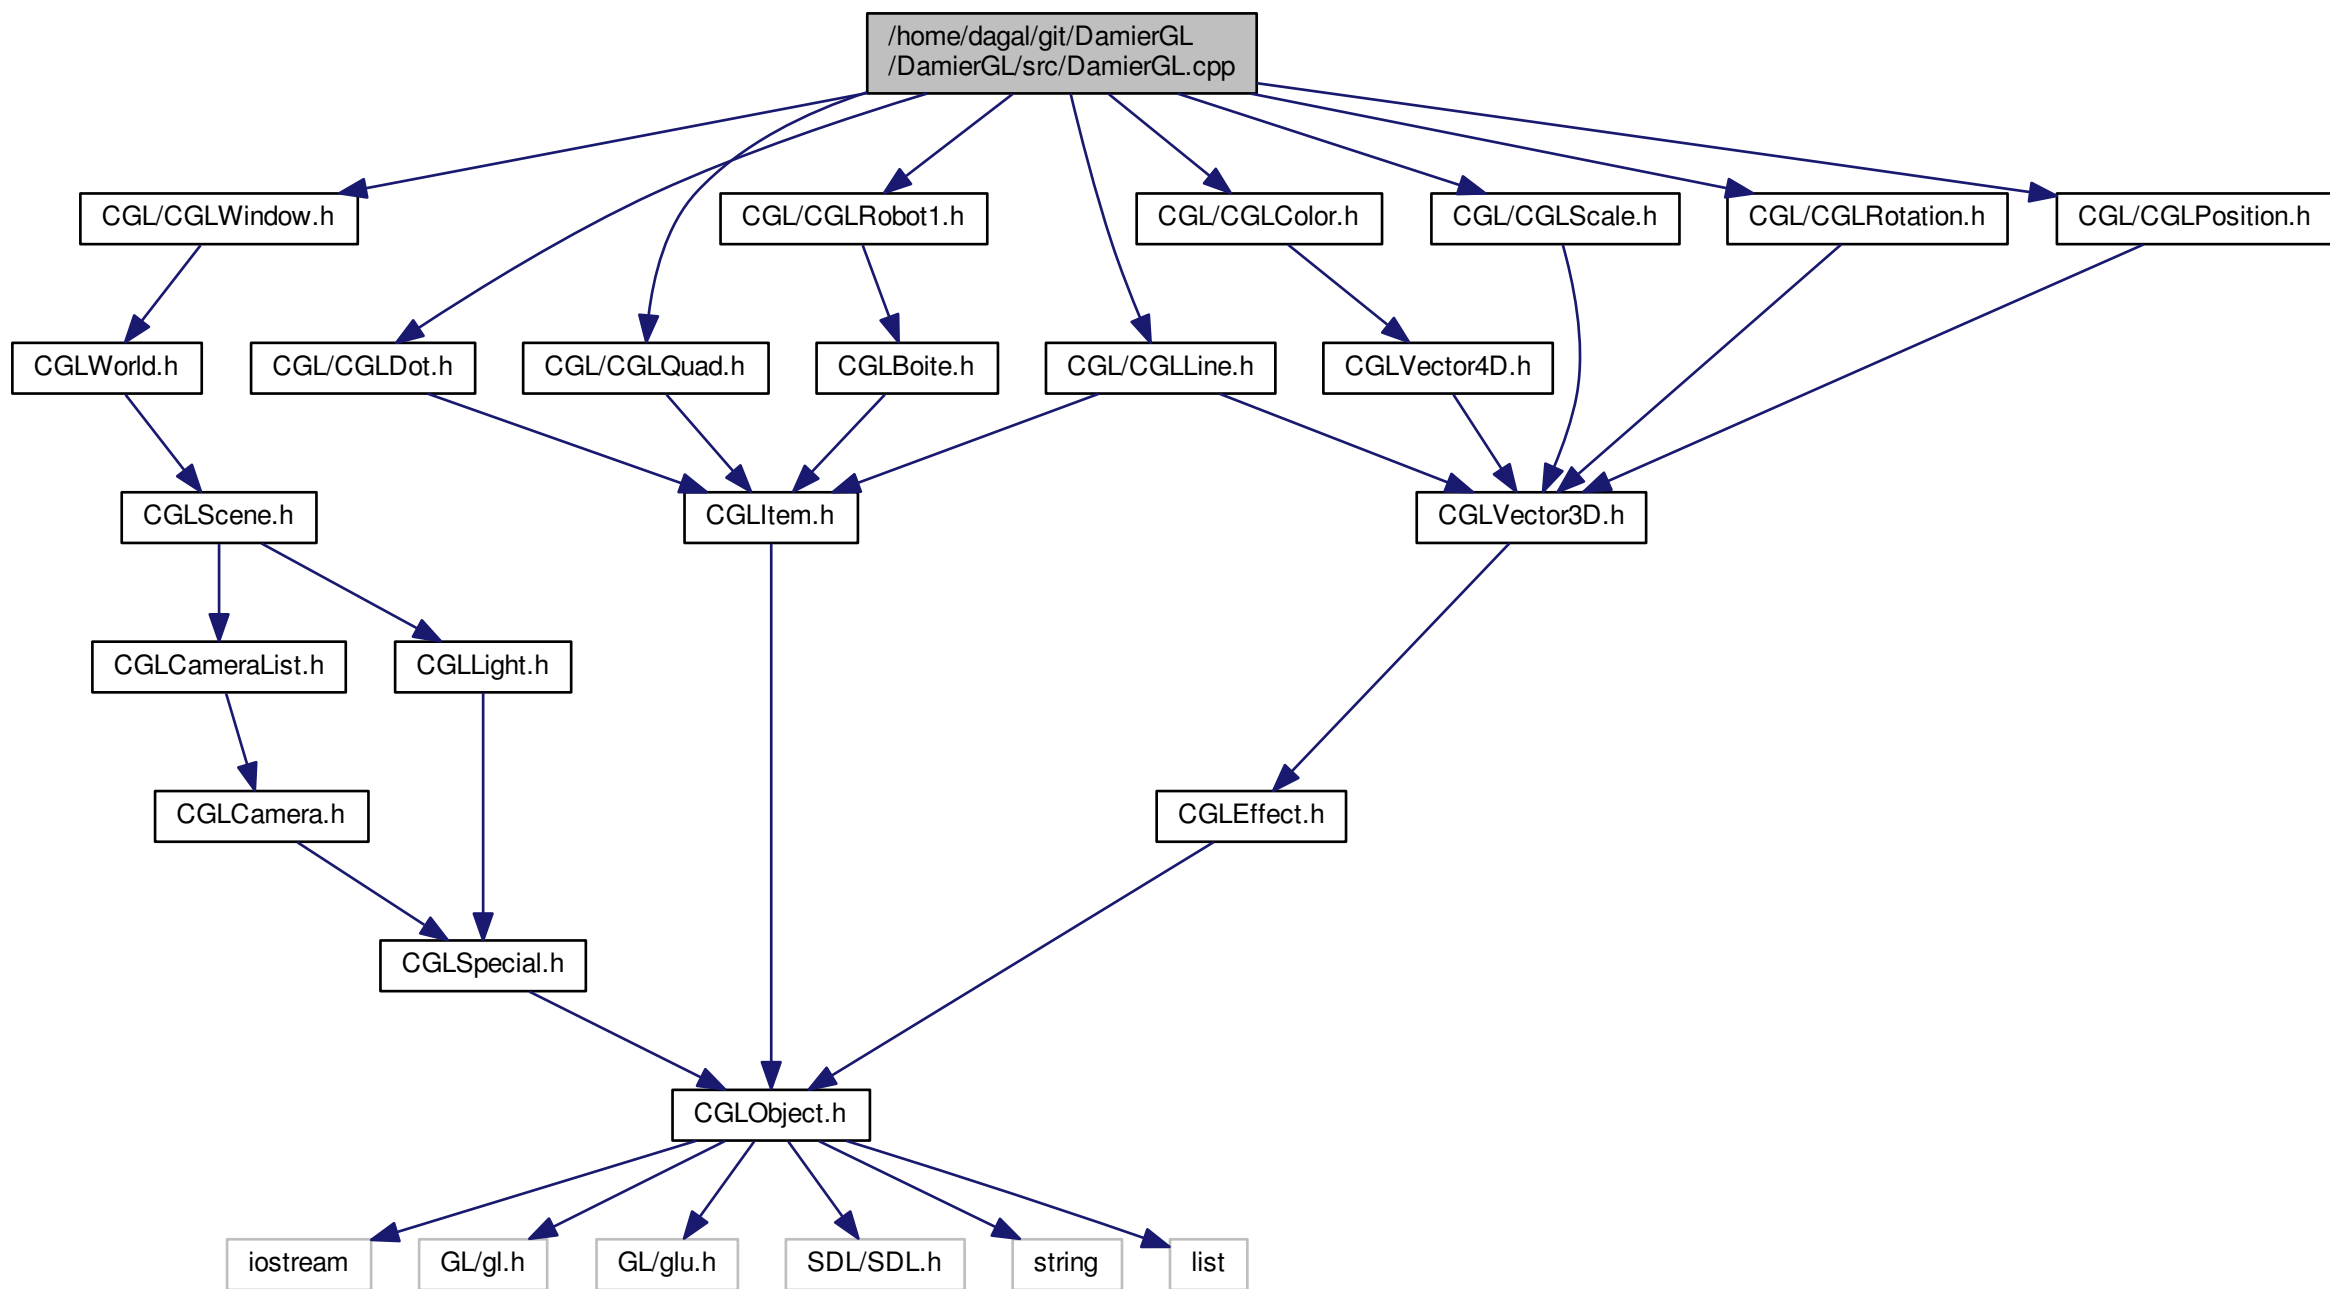 /home/dagal/git/DamierGL
/DamierGL/src/DamierGL.cpp
CGL/CGLWindow.h
CGL/CGLRobot1.h
CGL/CGLColor.h
CGL/CGLScale.h
CGL/CGLRotation.h
CGL/CGLPosition.h
CGLWorld.h
CGL/CGLDot.h
CGL/CGLQuad.h
CGLBoite.h
CGL/CGLLine.h
CGLVector4D.h
CGLScene.h
CGLItem.h
CGLVector3D.h
CGLCameraList.h
CGLLight.h
CGLCamera.h
CGLEffect.h
CGLSpecial.h
CGLObject.h
iostream
GL/gl.h
GL/glu.h
SDL/SDL.h
string
list